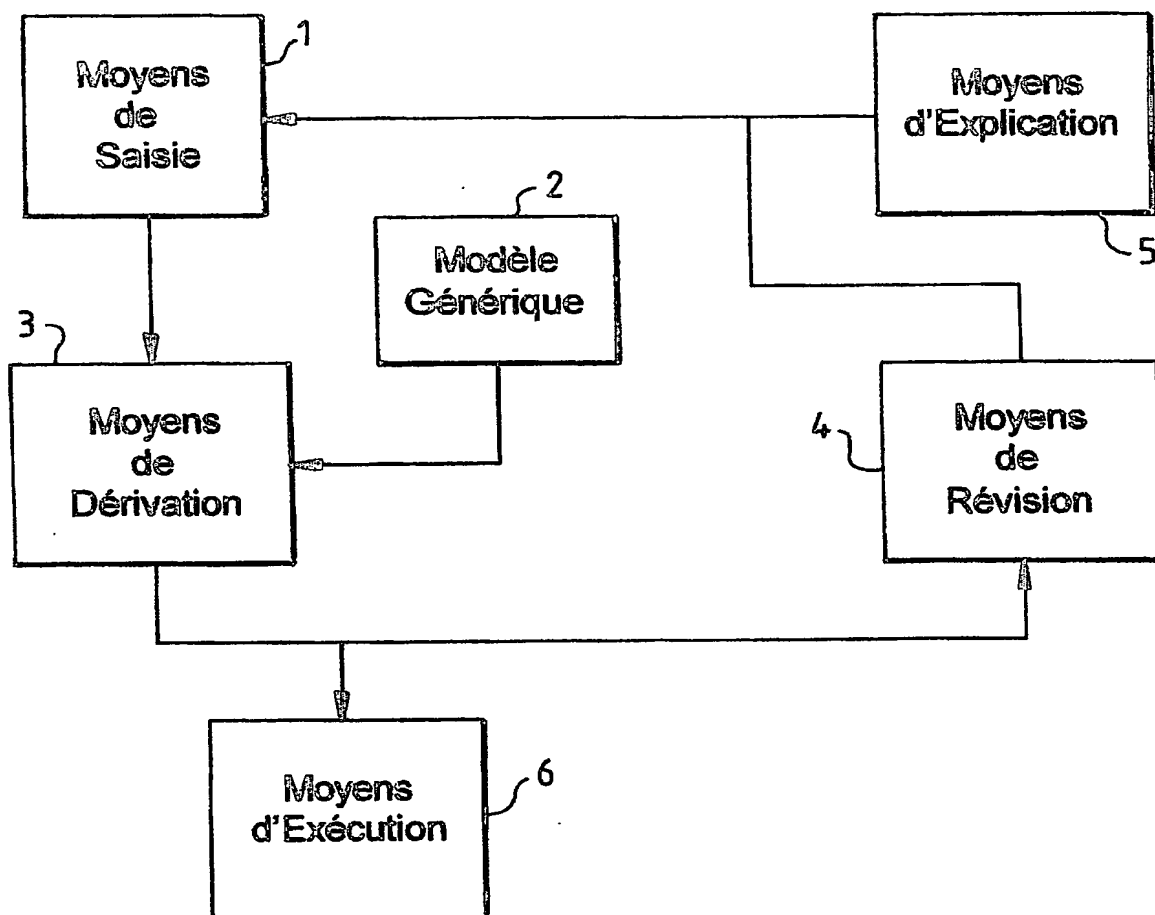 1
Moyens
de
Saisie
Moyens
d'Explication
5
2
Modèle
Générique
3
Moyens
de
Dérivation
4
Moyens
de
Révision
6
Moyens
d'Exécution